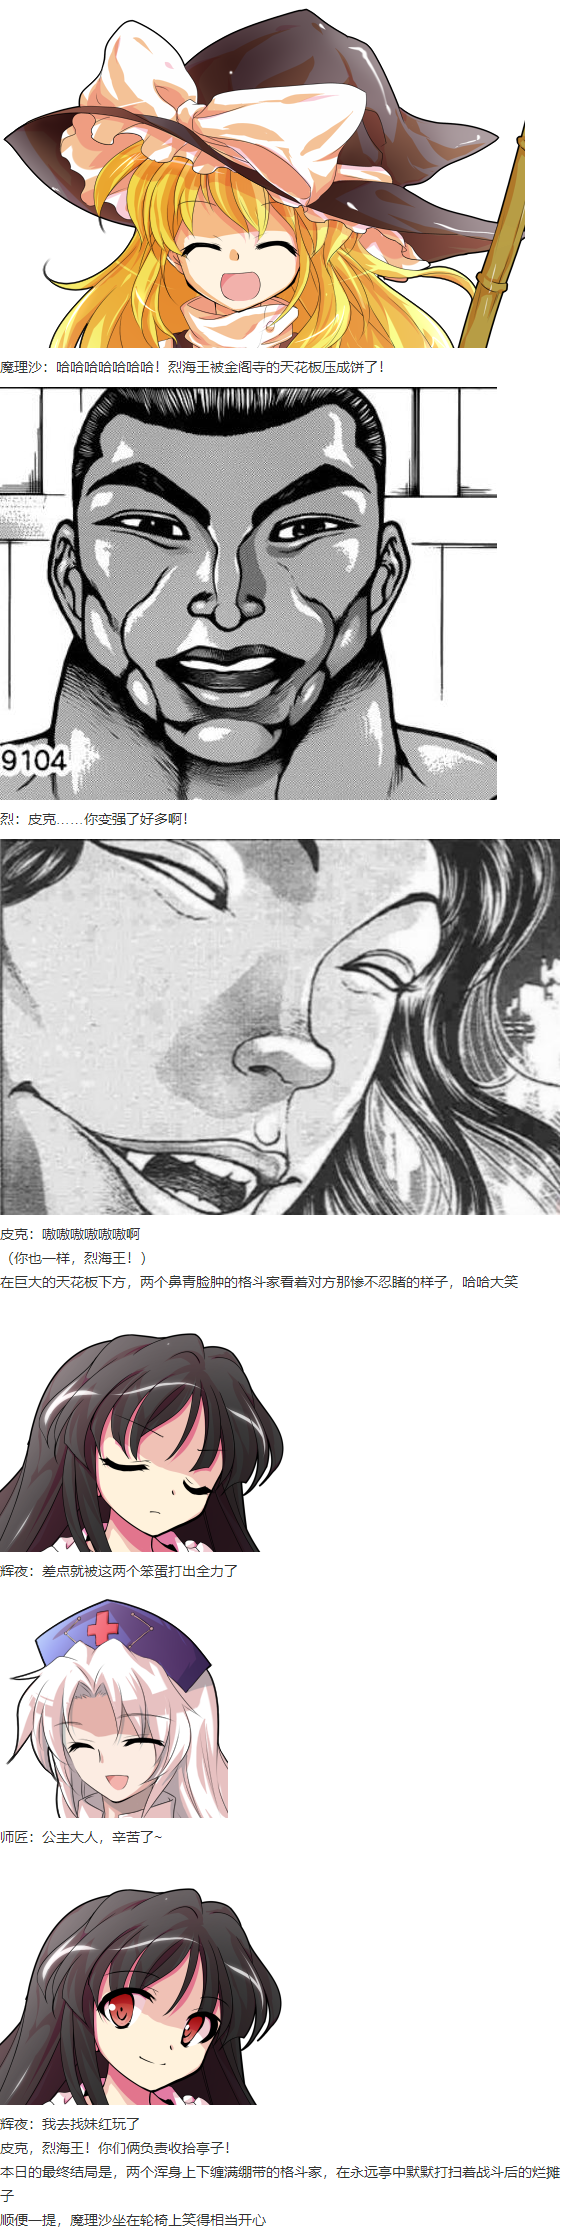 魔理沙：哈哈哈哈哈哈哈！烈海王被金阁寺的天花板压成饼了！
9104
烈：皮克……你变强了好多啊！
皮克：嗷嗷嗷嗷嗷嗷啊
（你也一样，烈海王！）
在巨大的天花板下方，两个鼻青脸肿的格斗家看着对方那惨不忍睹的样子，哈哈大笑
辉夜：差点就被这两个笨蛋打出全力了
师匠：公主大人，辛苦了~
辉夜：我去找妹红玩了
皮克，烈海王！你们俩负责收拾亭子！
本日的最终结局是，两个浑身上下缠满绷带的格斗家，在永远亭中默默打扫着战斗后的烂摊
子
顺便一提，魔理沙坐在轮椅上笑得相当开心